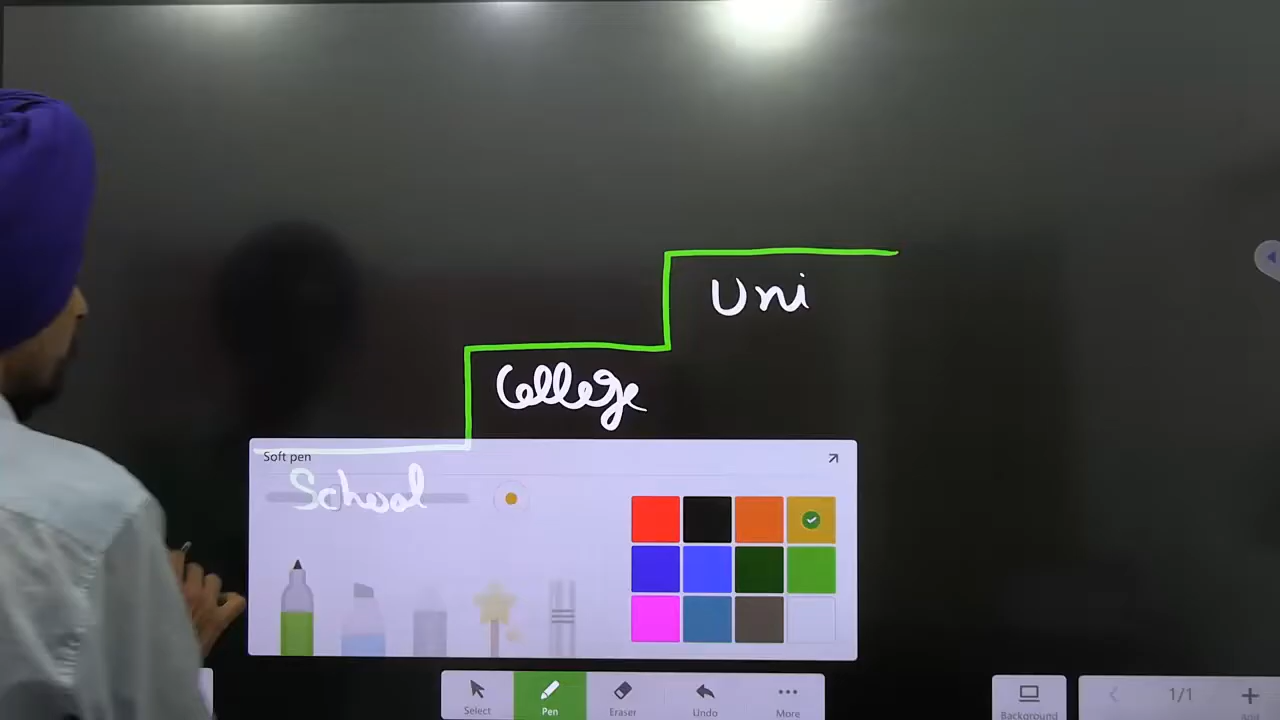 Uni
College
Soft pen
School
Select
Pen
Eraser
Undo
More
Background
1/1